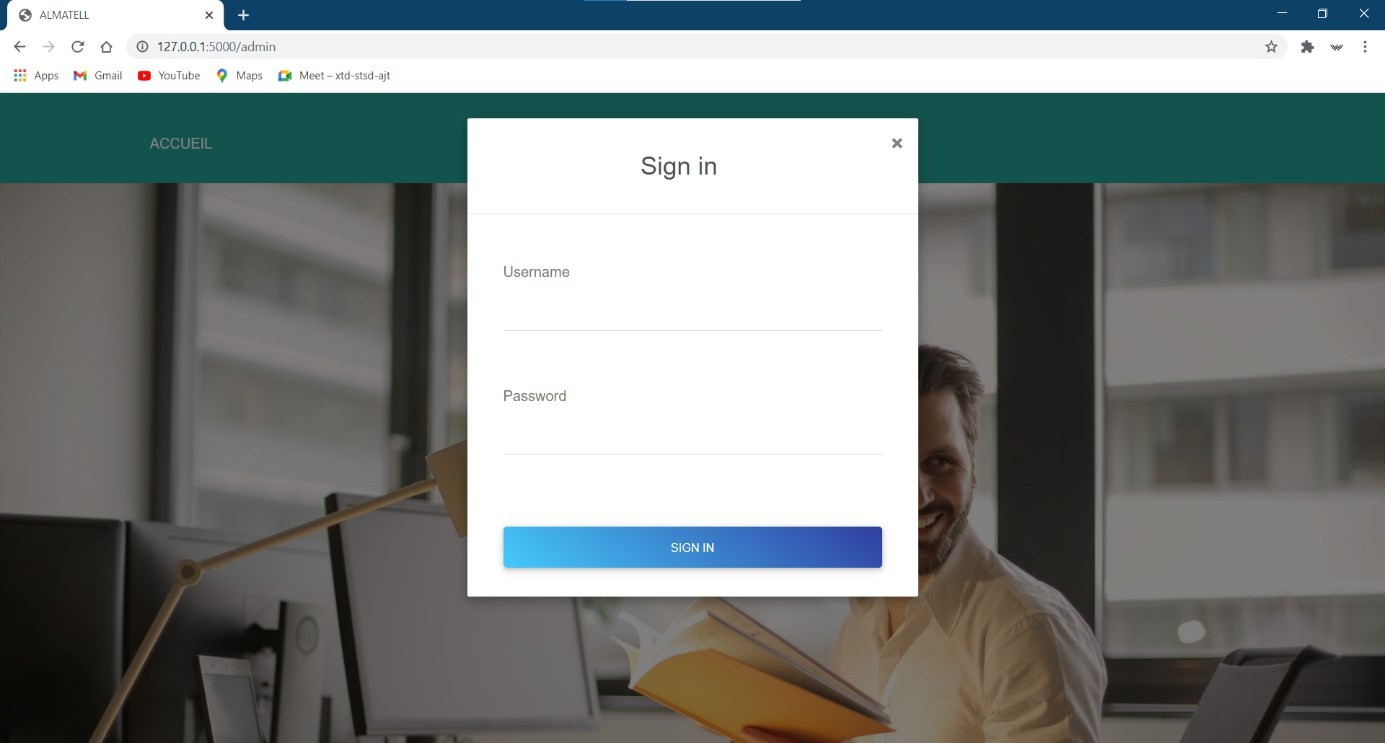 ALMATELL
127.0.0.1:5000/admin
Apps Gmail YouTube Maps Meet – xtd-stsd-ajt
ACCUEIL
Sign in
Username
Password
SIGN IN